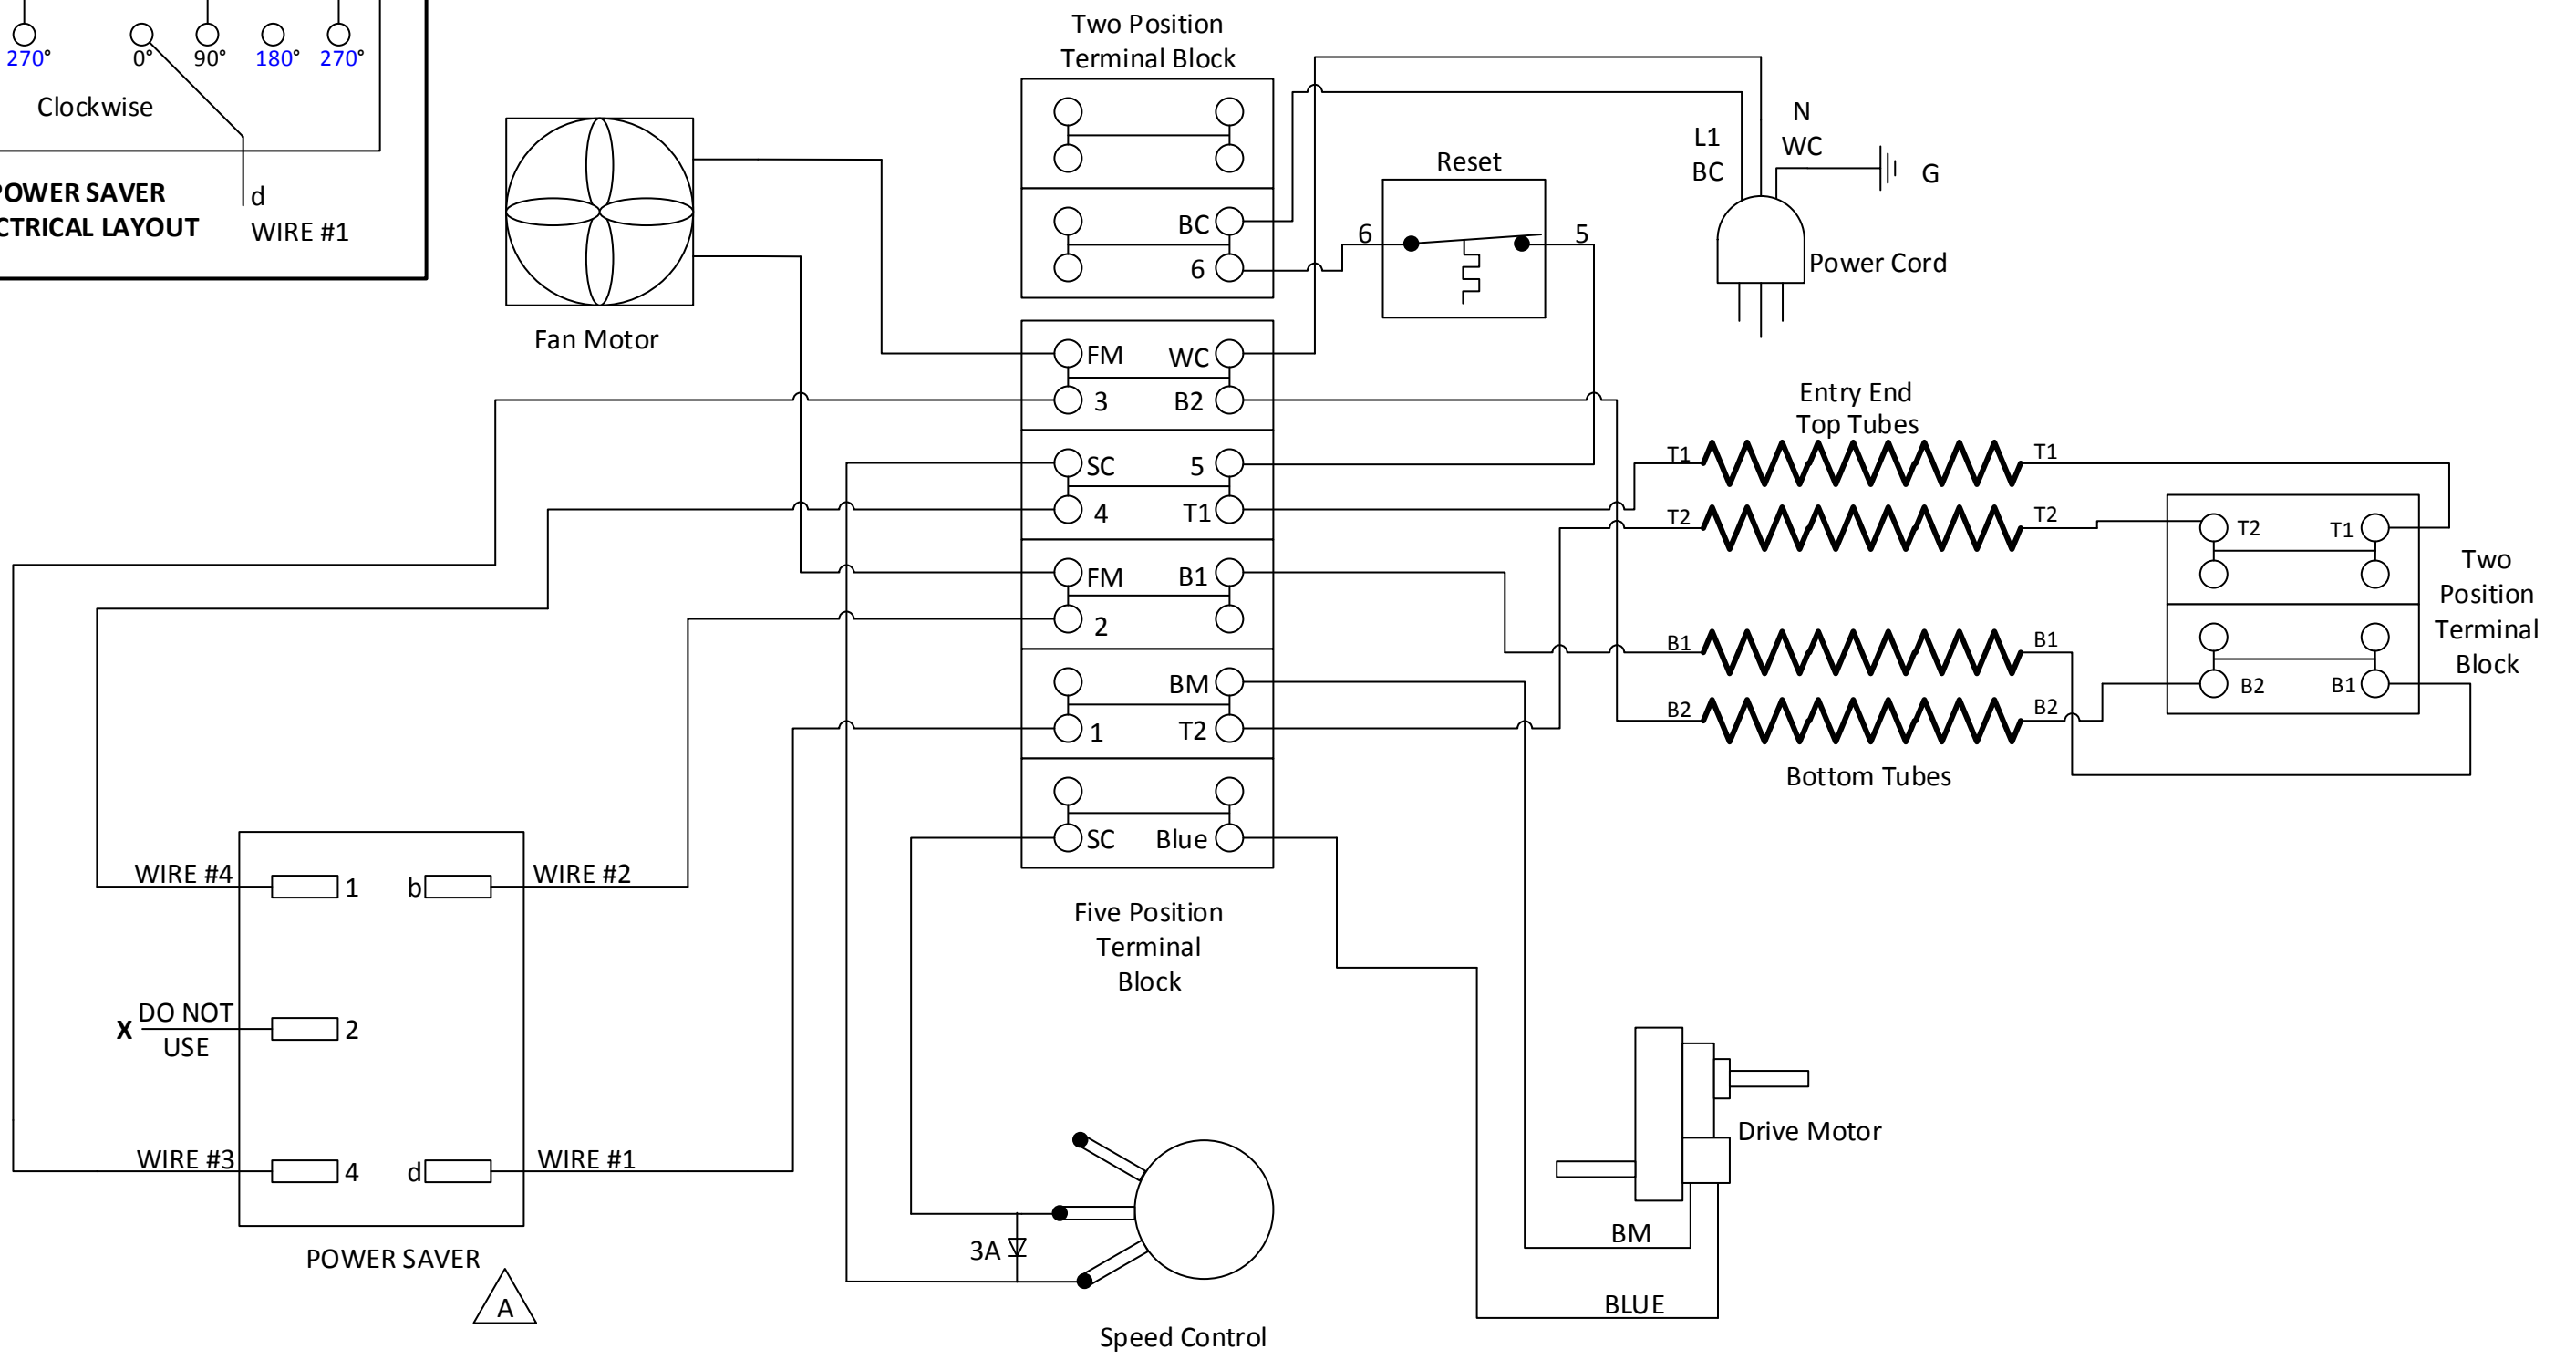 270°
0°
90°
180°
270°
Clockwise
POWER SAVER
CTRICAL LAYOUT
d
WIRE #1
Fan Motor
Two Position
Terminal Block
BC
6
Reset
6
5
L1
BC
N
WC
G
Power Cord
FM
WC
3
B2
SC
5
4
T1
FM
B1
2
BM
1
T2
SC
Blue
Five Position
Terminal
Block
Entry End
Top Tubes
T1
T1
T2
T2
B1
B1
B2
B2
Bottom Tubes
T2
T1
B2
B1
Two
Position
Terminal
Block
WIRE #4
1
b
WIRE #2
X
DO NOT
USE
2
WIRE #3
4
d
WIRE #1
POWER SAVER
A
3A
Speed Control
Drive Motor
BM
BLUE